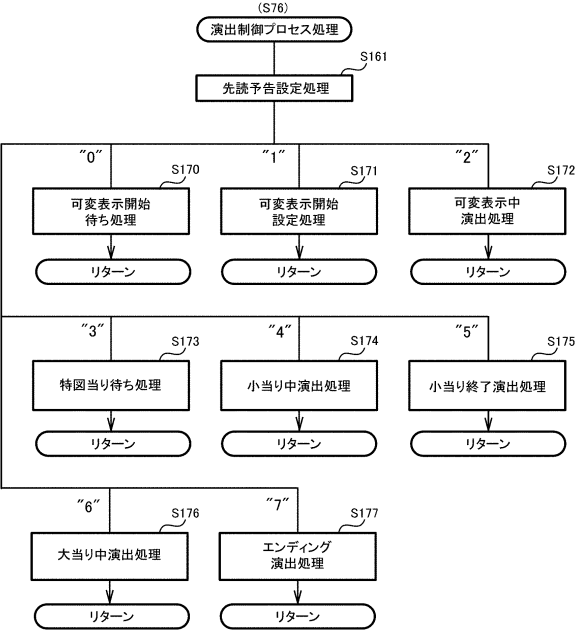 (S76)
演出制御プロセス処理
S161
先読予告設定処理
"0"
"1"
"2"
S170
S171
S172
可変表示開始
待ち処理
可変表示開始
設定処理
可変表示中
演出処理
リターン
リターン
リターン
"3"
"4"
"5"
S173
S174
S175
特図当り待ち処理
小当り中演出処理
小当り終了演出処理
リターン
リターン
リターン
"6"
"7"
S176
S177
大当り中演出処理
エンディング
演出処理
リターン
リターン